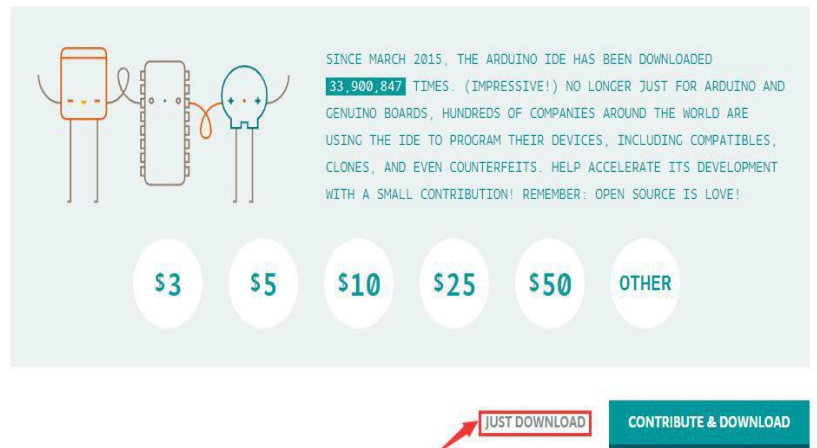 SINCE MARCH 2015, THE ARDUINO IDE HAS BEEN DOWNLOADED
33,900,847 TIMES. (IMPRESSIVE!) NO LONGER JUST FOR ARDUINO AND
GENUINO BOARDS, HUNDREDS OF COMPANIES AROUND THE WORLD ARE
USING THE IDE TO PROGRAM THEIR DEVICES, INCLUDING COMPATIBLES,
CLONES, AND EVEN COUNTERFEITS. HELP ACCELERATE ITS DEVELOPMENT
WITH A SMALL CONTRIBUTION! REMEMBER: OPEN SOURCE IS LOVE!
$3 $5 $10 $25 $50 OTHER
JUST DOWNLOAD CONTRIBUTE & DOWNLOAD